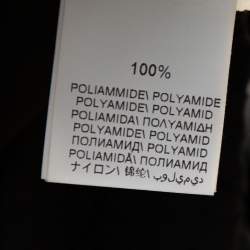 100%
POLIAMMIDE\ POLYAMIDE
POLYAMIDE\ POLYAMID
POLIAMIDA\ ΠΟΛΥΑΜΙΔΗ
POLYAMIDE\ POLYAMID
ПОЛИАМИД\ POLYAMID
POLIAMIDĂ\ ПОЛИАМИД
ナイロン\ 锦纶\ بوليميد